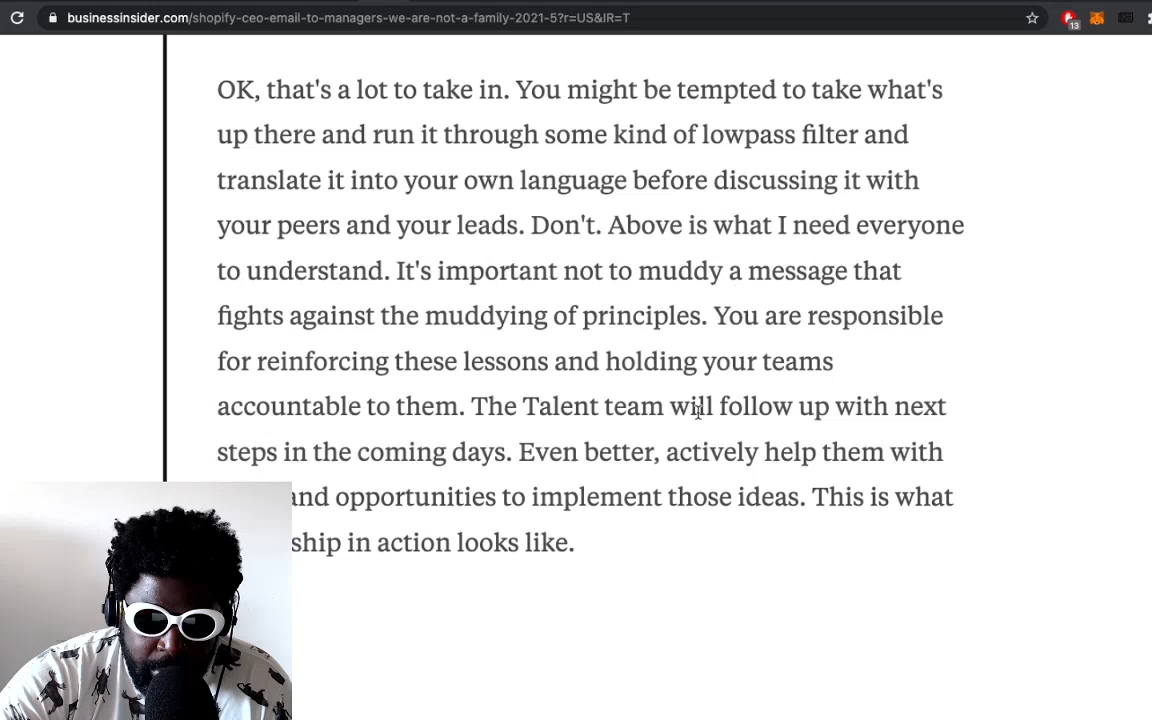 businessinsider.com/shopify-ceo-email-to-managers-we-are-not-a-family-2021-5?r=US&IR=T
13
OK, that's a lot to take in. You might be tempted to take what's
up there and run it through some kind of lowpass filter and
translate it into your own language before discussing it with
your peers and your leads. Don't. Above is what I need everyone
to understand. It's important not to muddy a message that
fights against the muddying of principles. You are responsible
for reinforcing these lessons and holding your teams
accountable to them. The Talent team will follow up with next
steps in the coming days. Even better, actively help them with
and opportunities to implement those ideas. This is what
ship in action looks like.